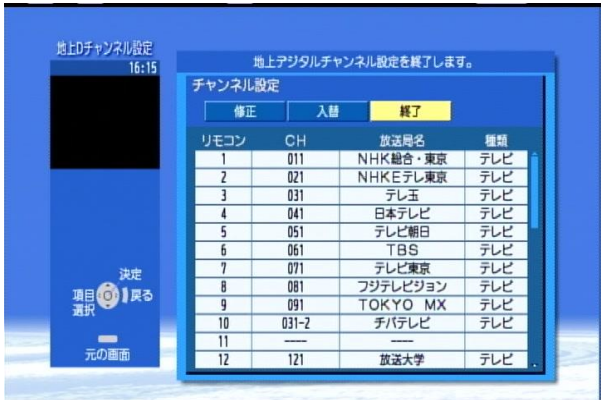 地上Dチャンネル設定
16:15
地上デジタルチャンネル設定を終了します。
チャンネル設定
修正 入替 終了
リモコン CH 放送局名 種類
1 011 NHK総合・東京 テレビ
2 021 NHKEテレ東京 テレビ
3 031 テレ玉 テレビ
4 041 日本テレビ テレビ
5 051 テレビ朝日 テレビ
6 061 TBS テレビ
7 071 テレビ東京 テレビ
8 081 フジテレビジョン テレビ
9 091 TOKYO MX テレビ
10 031-2 チバテレビ テレビ
11 ---- ----
12 121 放送大学 テレビ
決定
項目 戻る
選択
元の画面